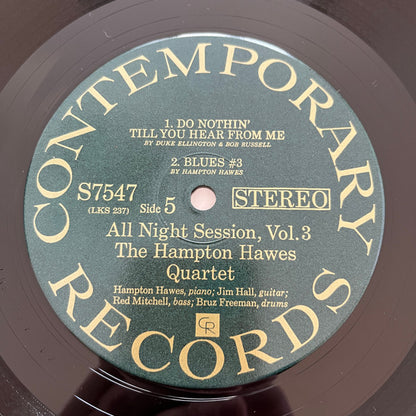 CONTEMPORARY
1. DO NOTHIN'
TILL YOU HEAR FROM ME
BY DUKE ELLINGTON & BOB RUSSELL
2. BLUES #3
BY HAMPTON HAWES
S7547
(LKS 237) Side 5
STEREO
All Night Session, Vol. 3
The Hampton Hawes
Quartet
Hampton Hawes, piano; Jim Hall, guitar;
Red Mitchell, bass; Bruz Freeman, drums
CR
RECORDS